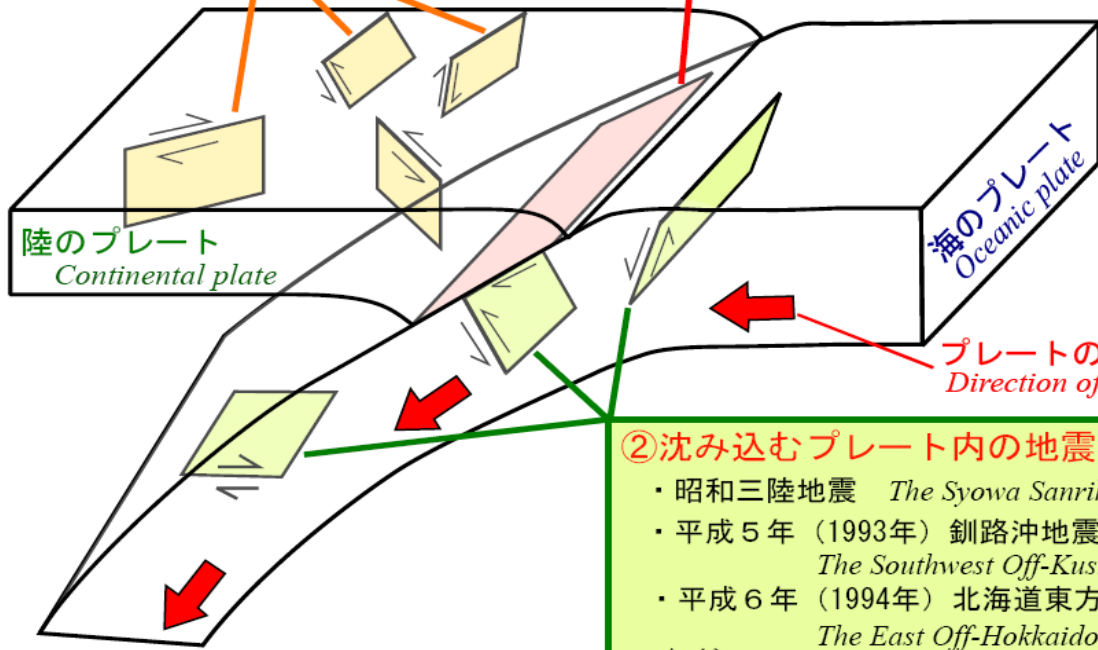 陸のプレート
Continental plate
海のプレート
Oceanic plate
プレートの
Direction of
②沈み込むプレート内の地震
・昭和三陸地震 The Syowa
・平成５年（1993年）釧路沖地震
The Southwest
・平成６年（1994年）北海道東方
The East Off-Hokkaido